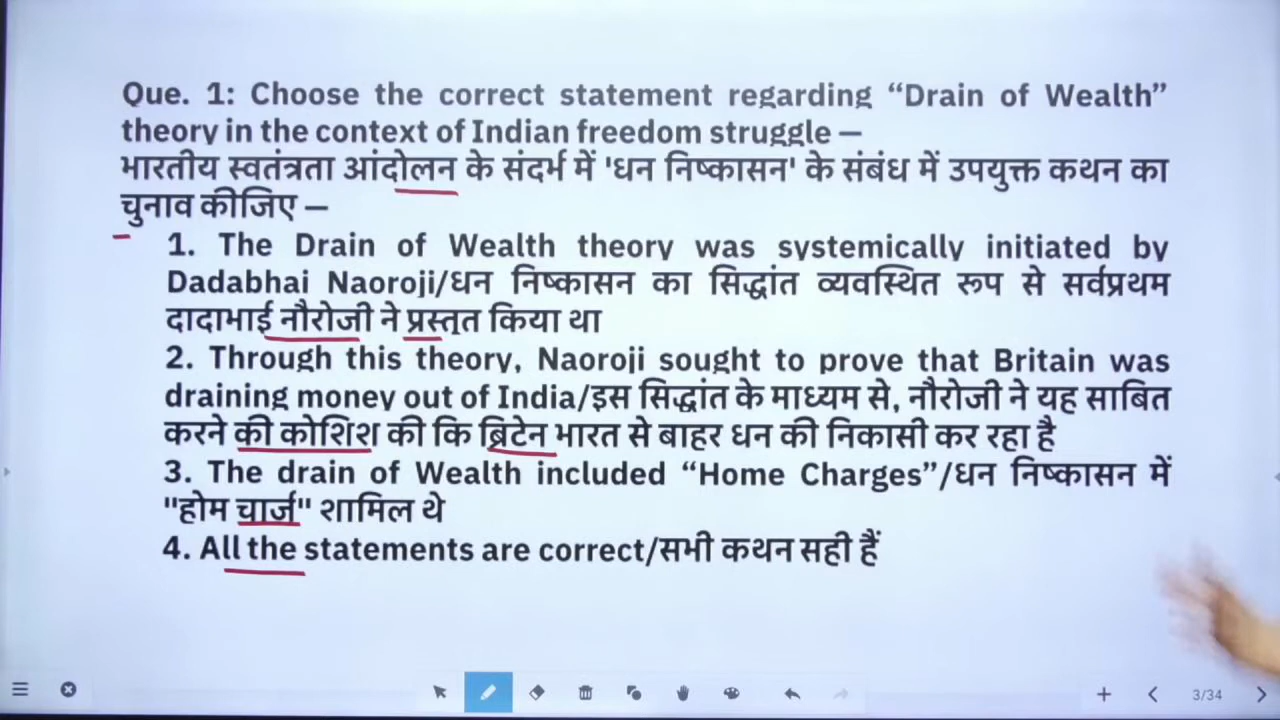 Que. 1: Choose the correct statement regarding “Drain of Wealth”
theory in the context of Indian freedom struggle —
भारतीय स्वतंत्रता आंदोलन के संदर्भ में 'धन निष्कासन' के संबंध में उपयुक्त कथन का
चुनाव कीजिए —
1. The Drain of Wealth theory was systemically initiated by
Dadabhai Naoroji/धन निष्कासन का सिद्धांत व्यवस्थित रूप से सर्वप्रथम
दादाभाई नौरोजी ने प्रस्तुत किया था
2. Through this theory, Naoroji sought to prove that Britain was
draining money out of India/इस सिद्धांत के माध्यम से, नौरोजी ने यह साबित
करने की कोशिश की कि ब्रिटेन भारत से बाहर धन की निकासी कर रहा है
3. The drain of Wealth included “Home Charges”/धन निष्कासन में
"होम चार्ज" शामिल थे
4. All the statements are correct/सभी कथन सही हैं
3/34